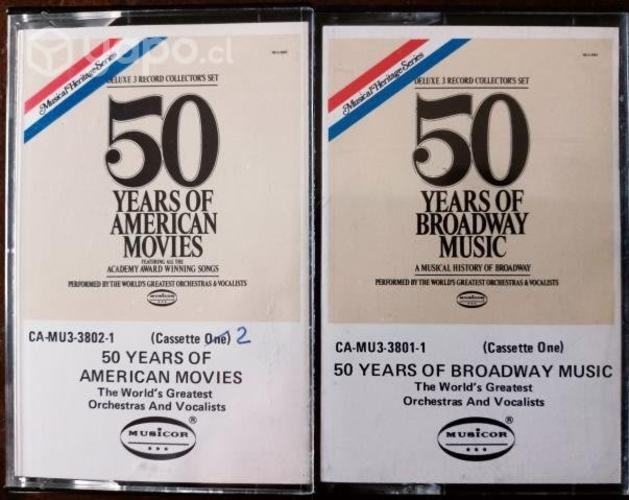 yapo.cl
Musical Heritage Series
DELUXE 3 RECORD COLLECTOR'S SET
50
YEARS OF
AMERICAN
MOVIES
FEATURING ALL THE
ACADEMY AWARD WINNING SONGS
PERFORMED BY THE WORLD'S GREATEST ORCHESTRAS & VOCALISTS
MUSICOR
CA-MU3-3802-1 (Cassette One) 2
50 YEARS OF
AMERICAN MOVIES
The World's Greatest
Orchestras And Vocalists
MUSICOR ®
Musical Heritage Series
DELUXE 3 RECORD COLLECTOR'S SET
50
YEARS OF
BROADWAY
MUSIC
A MUSICAL HISTORY OF BROADWAY
PERFORMED BY THE WORLD'S GREATEST ORCHESTRAS & VOCALISTS
MUSICOR
CA-MU3-3801-1 (Cassette One)
50 YEARS OF BROADWAY MUSIC
The World's Greatest
Orchestras And Vocalists
MUSICOR ®